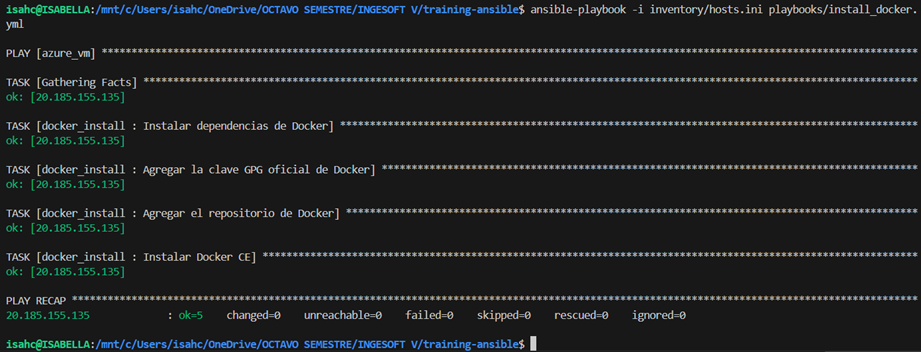 isahc@ISABELLA:/mnt/c/Users/isahc/OneDrive/OCTAVO SEMESTRE/INGESOFT V/training-ansible$ ansible-playbook -i inventory/hosts.ini playbooks/install_docker.
yml
PLAY [azure_vm] ****************************************************************************************************************
TASK [Gathering Facts] *********************************************************************************************************
ok: [20.185.155.135]
TASK [docker_install : Instalar dependencias de Docker] ************************************************************************
ok: [20.185.155.135]
TASK [docker_install : Agregar la clave GPG oficial de Docker] *****************************************************************
ok: [20.185.155.135]
TASK [docker_install : Agregar el repositorio de Docker] ***********************************************************************
ok: [20.185.155.135]
TASK [docker_install : Instalar Docker CE] *************************************************************************************
ok: [20.185.155.135]
PLAY RECAP *********************************************************************************************************************
20.185.155.135 : ok=5 changed=0 unreachable=0 failed=0 skipped=0 rescued=0 ignored=0
isahc@ISABELLA:/mnt/c/Users/isahc/OneDrive/OCTAVO SEMESTRE/INGESOFT V/training-ansible$